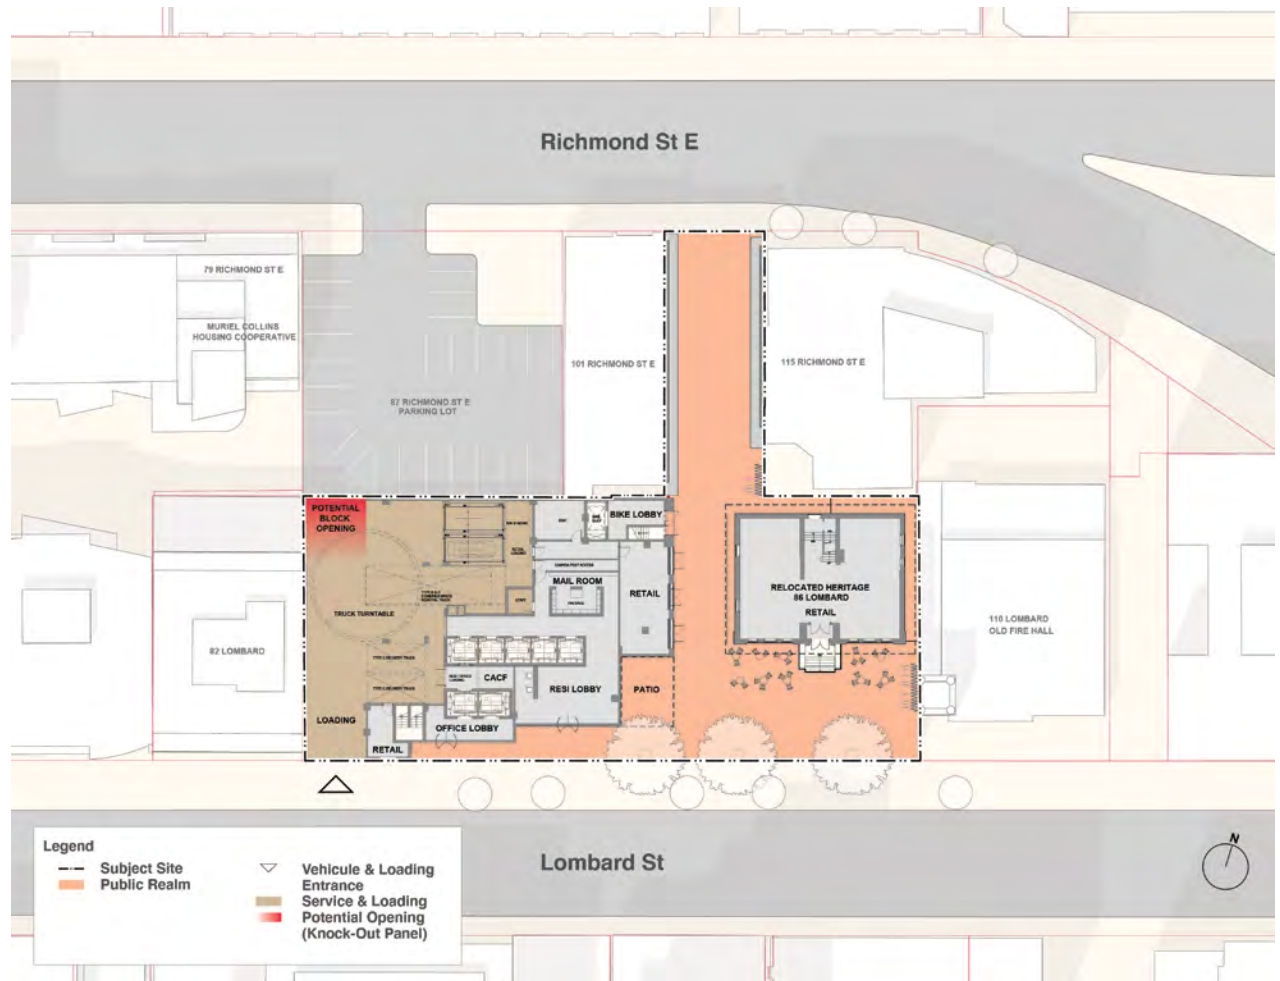 Richmond St E
79 RICHMOND ST E
MURIEL COLLINS
HOUSING COOPERATIVE
101 RICHMOND ST E
115 RICHMOND ST E
87 RICHMOND ST E
PARKING LOT
POTENTIAL
BLOCK
OPENING
BIKE LOBBY
MAIL ROOM
RETAIL
RELOCATED HERITAGE
86 LOMBARD
RETAIL
TRUCK TURNTABLE
110 LOMBARD
OLD FIRE HALL
82 LOMBARD
CACF
RESI LOBBY
PATIO
LOADING
OFFICE LOBBY
RETAIL
Lombard St
N
Legend
Subject Site
Public Realm
Vehicule & Loading
Entrance
Service & Loading
Potential Opening
(Knock-Out Panel)